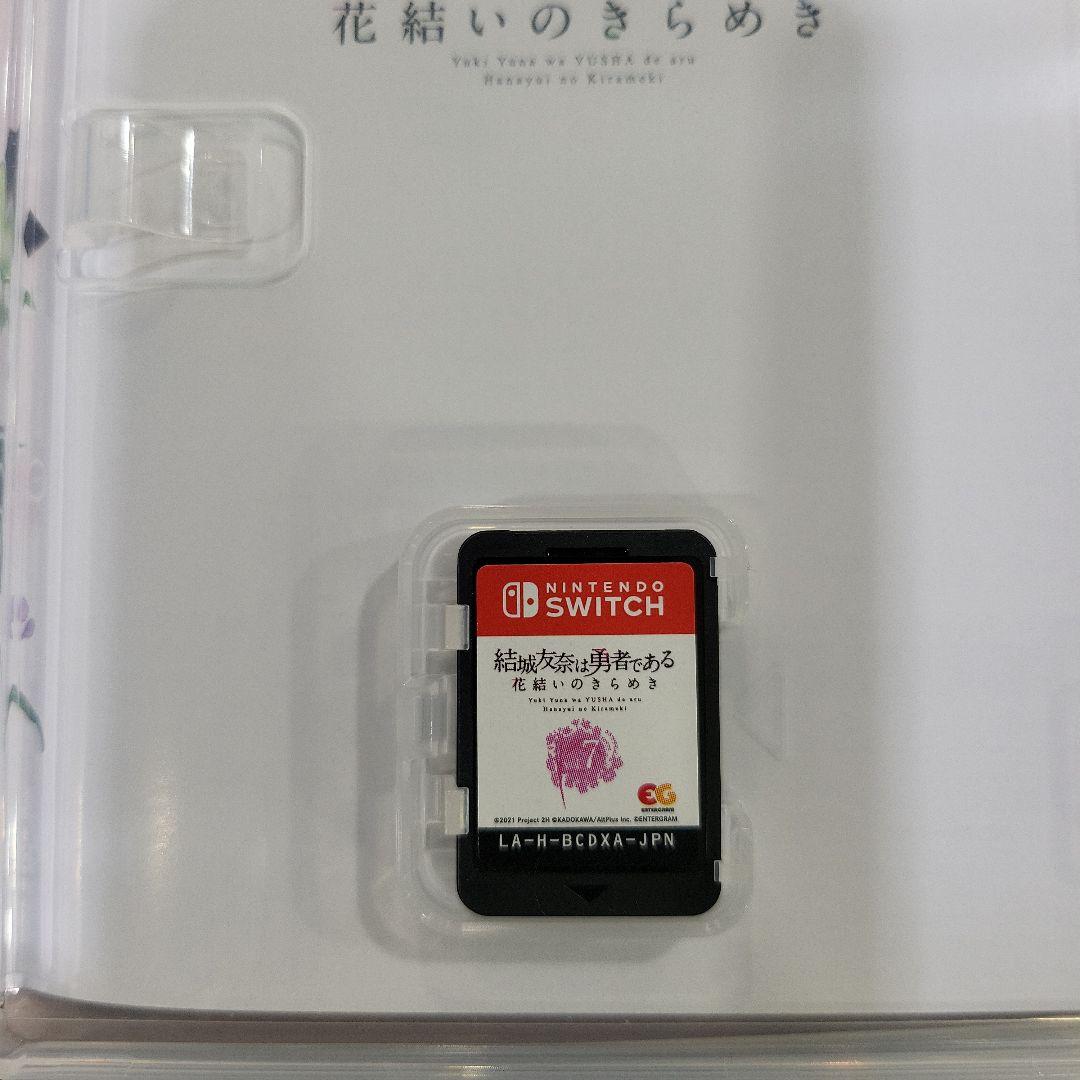 花結いのきらめき
Yuki Yuna wa YUSHA de aru
Hanayui no Kirameki
NINTENDO
SWITCH
結城友奈は勇者である
花結いのきらめき
Yuki Yuna wa YUSHA de aru
Hanayui no Kirameki
7
EG
ENTERGRAM
©2021 Project 2H ©KADOKAWA/AltPlus Inc. ©ENTERGRAM
LA-H-BCDXA-JPN